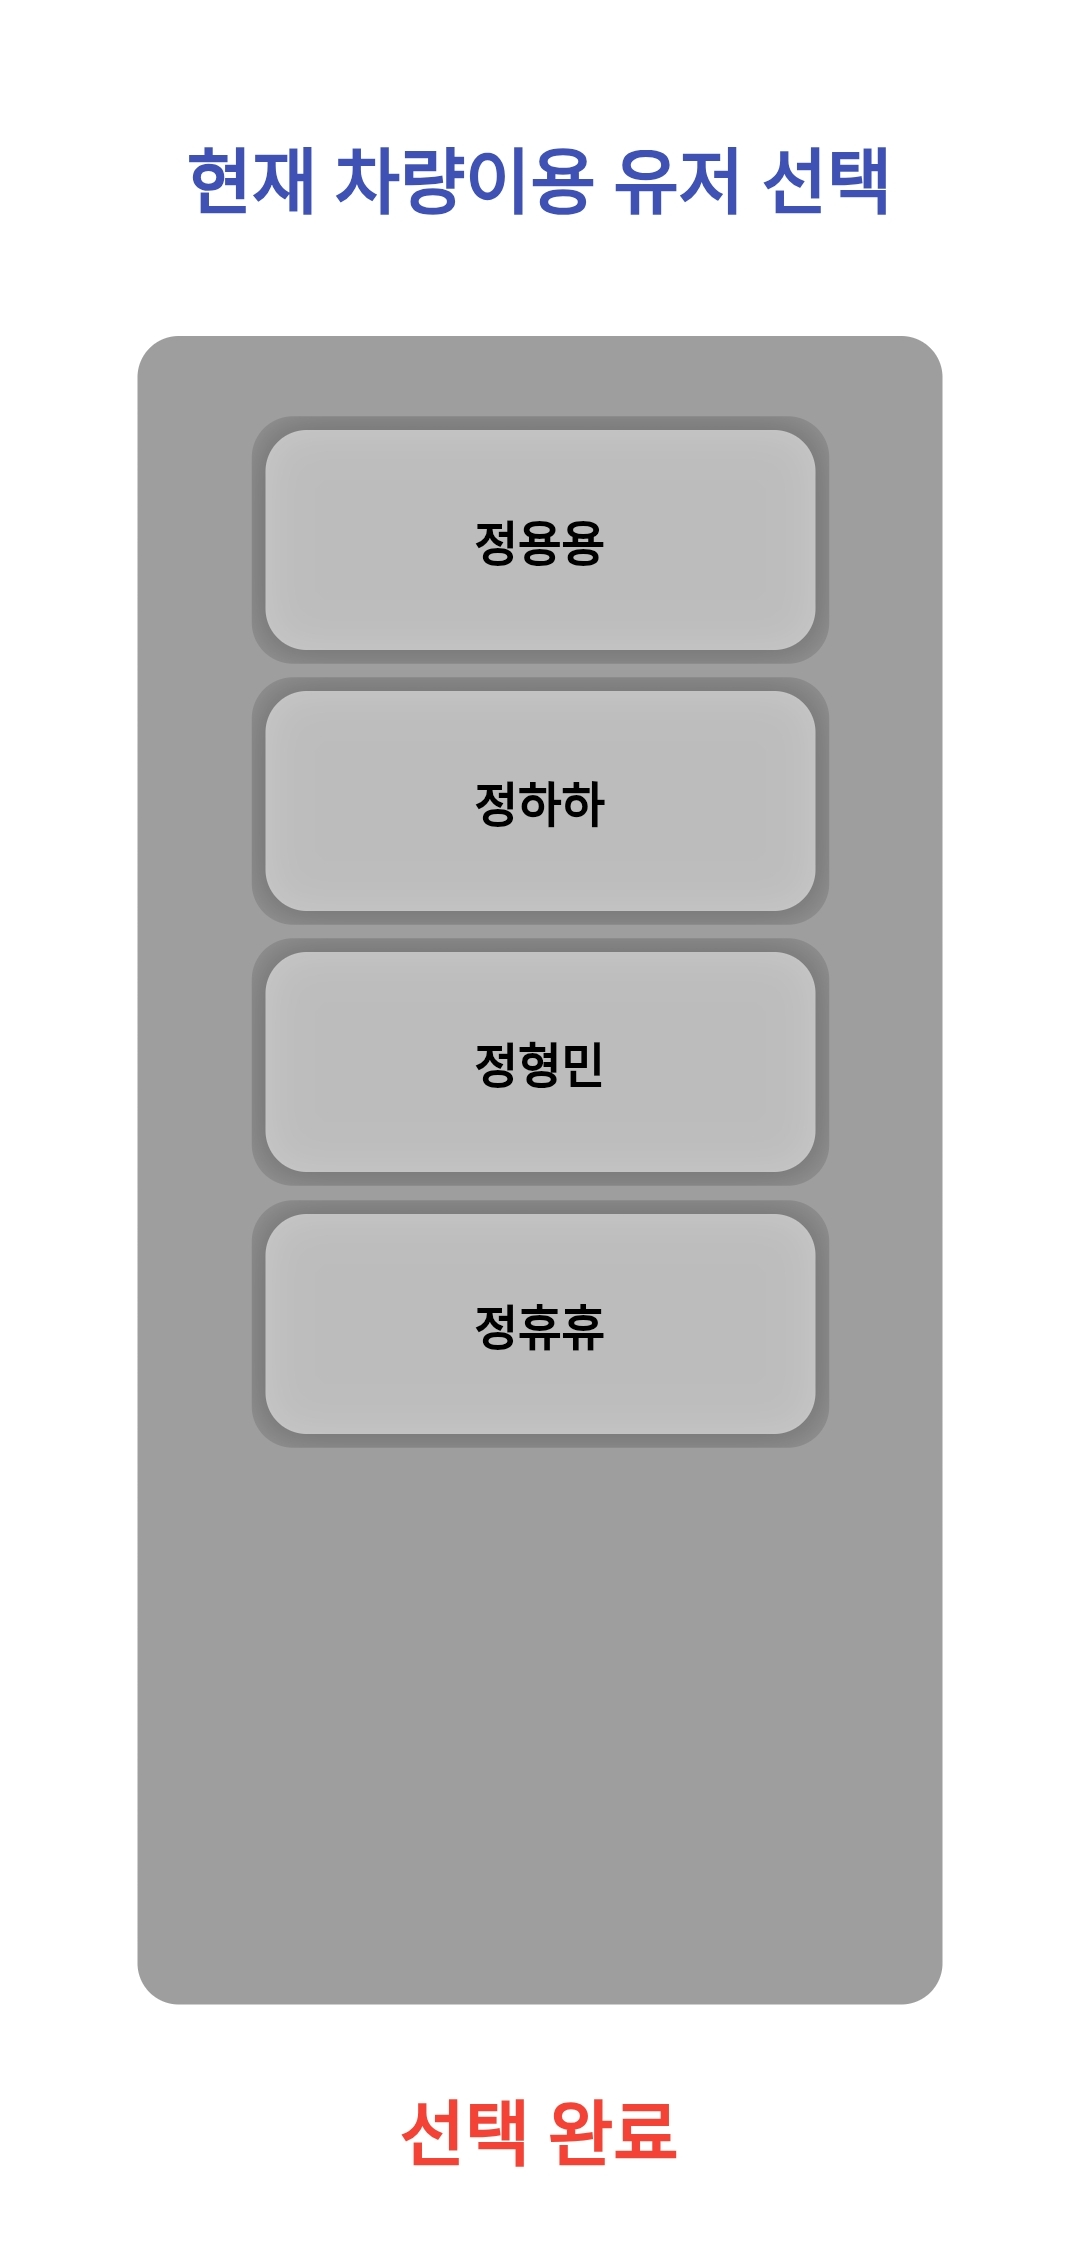 현재 차량이용 유저 선택
정용용
정하하
정형민
정휴휴
선택 완료